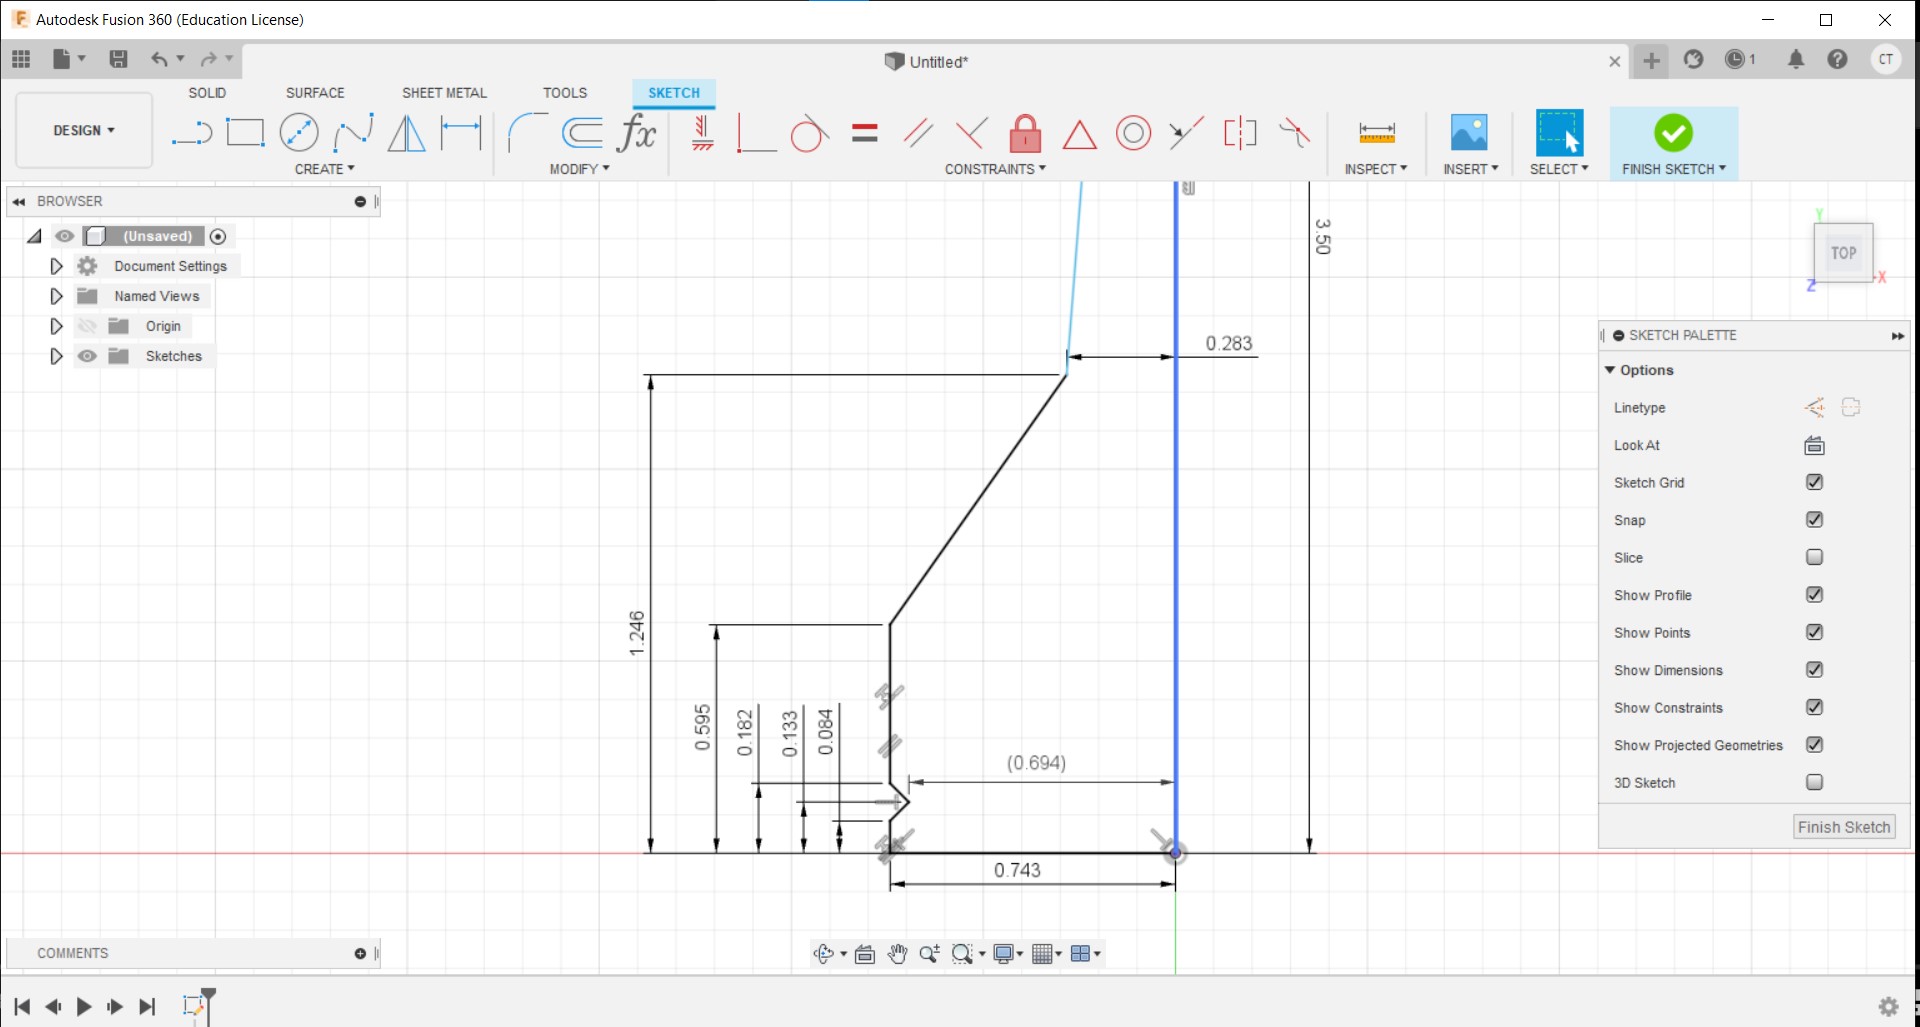 Autodesk Fusion 360 (Education License)
Untitled*
1
CT
DESIGN
SOLID
SURFACE
SHEET METAL
TOOLS
SKETCH
fx
CREATE
MODIFY
CONSTRAINTS
INSPECT
INSERT
SELECT
FINISH SKETCH
BROWSER
(Unsaved)
Document Settings
Named Views
Origin
Sketches
3.50
0.283
1.246
0.595
0.182
0.133
0.084
(0.694)
0.743
Y
TOP
X
Z
SKETCH PALETTE
Options
Linetype
Look At
Sketch Grid
Snap
Slice
Show Profile
Show Points
Show Dimensions
Show Constraints
Show Projected Geometries
3D Sketch
Finish Sketch
COMMENTS